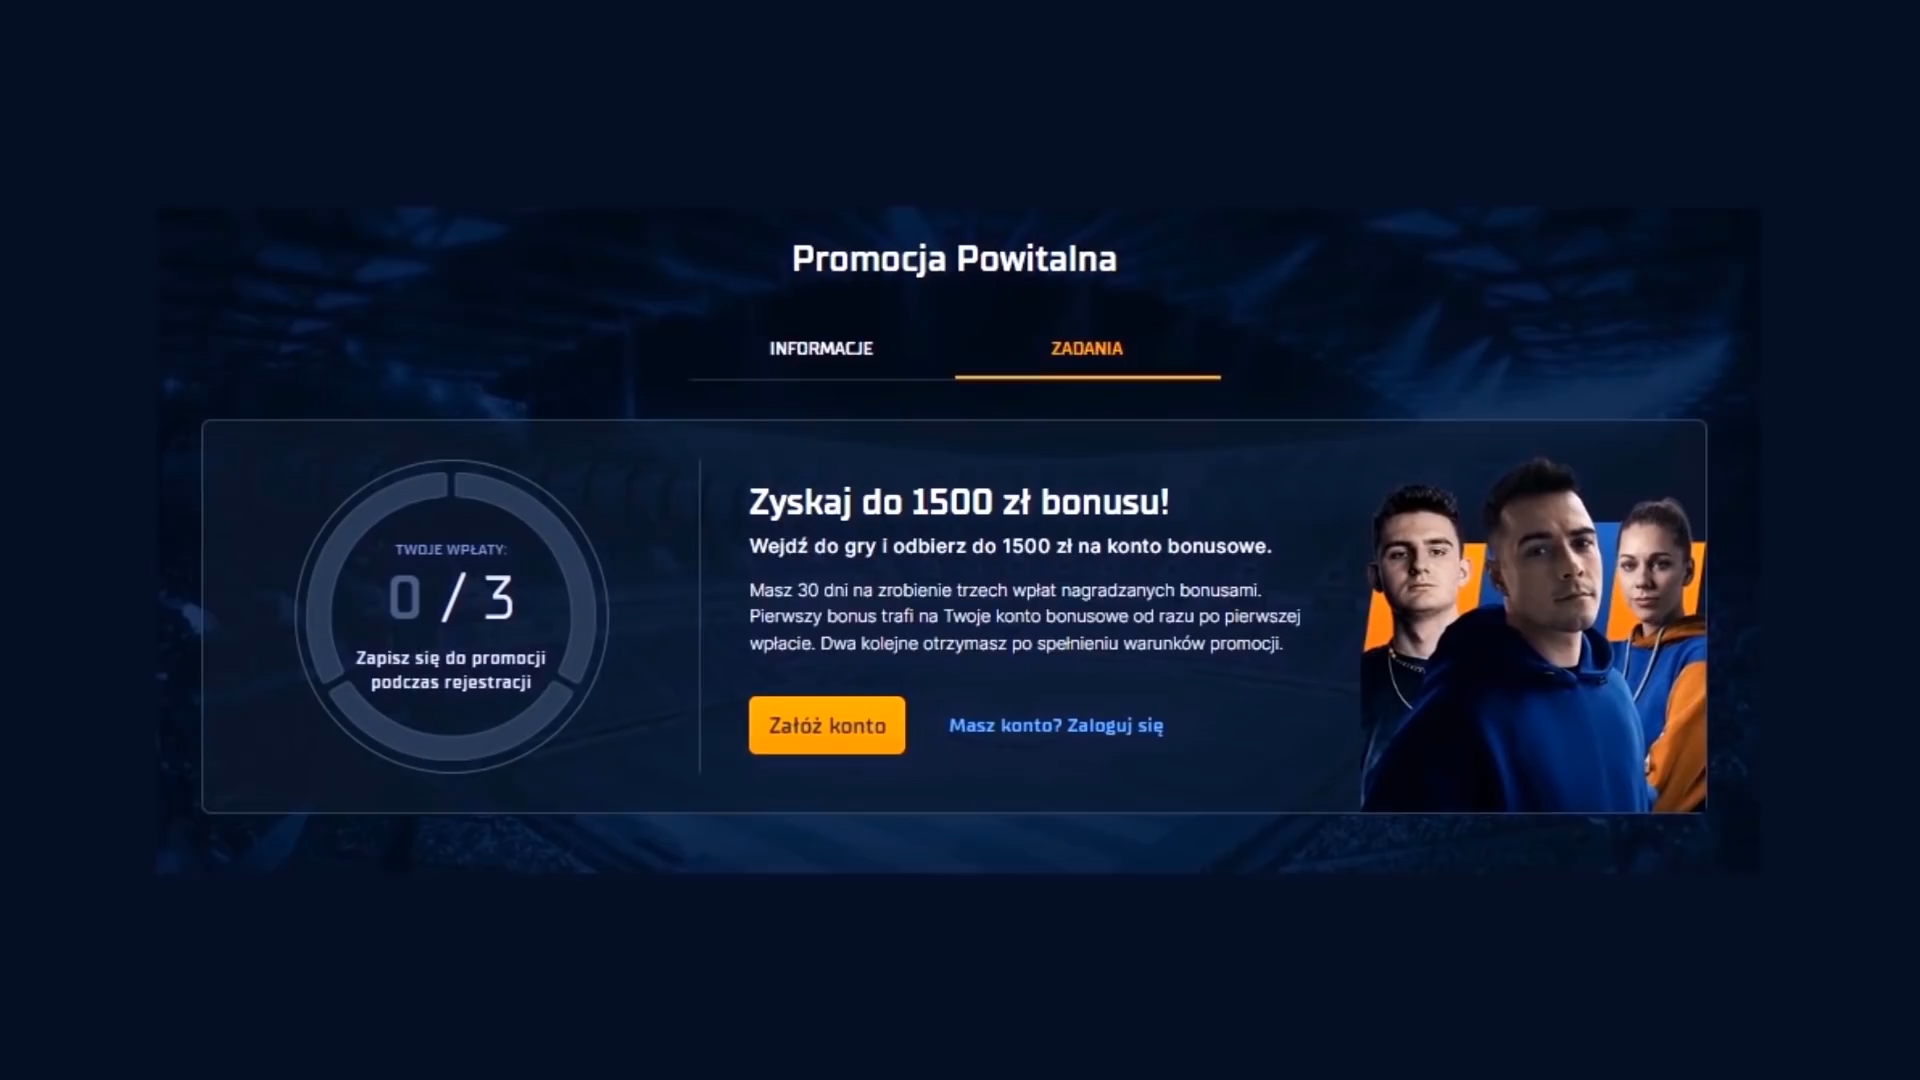 Promocja Powitalna
INFORMACJE
ZADANIA
TWOJE WPŁATY:
0 / 3
Zapisz się do promocji
podczas rejestracji
Zyskaj do 1500 zł bonusu!
Wejdź do gry i odbierz do 1500 zł na konto bonusowe.
Masz 30 dni na zrobienie trzech wpłat nagradzanych bonusami.
Pierwszy bonus trafi na Twoje konto bonusowe od razu po pierwszej
wpłacie. Dwa kolejne otrzymasz po spełnieniu warunków promocji.
Załóż konto
Masz konto? Zaloguj się